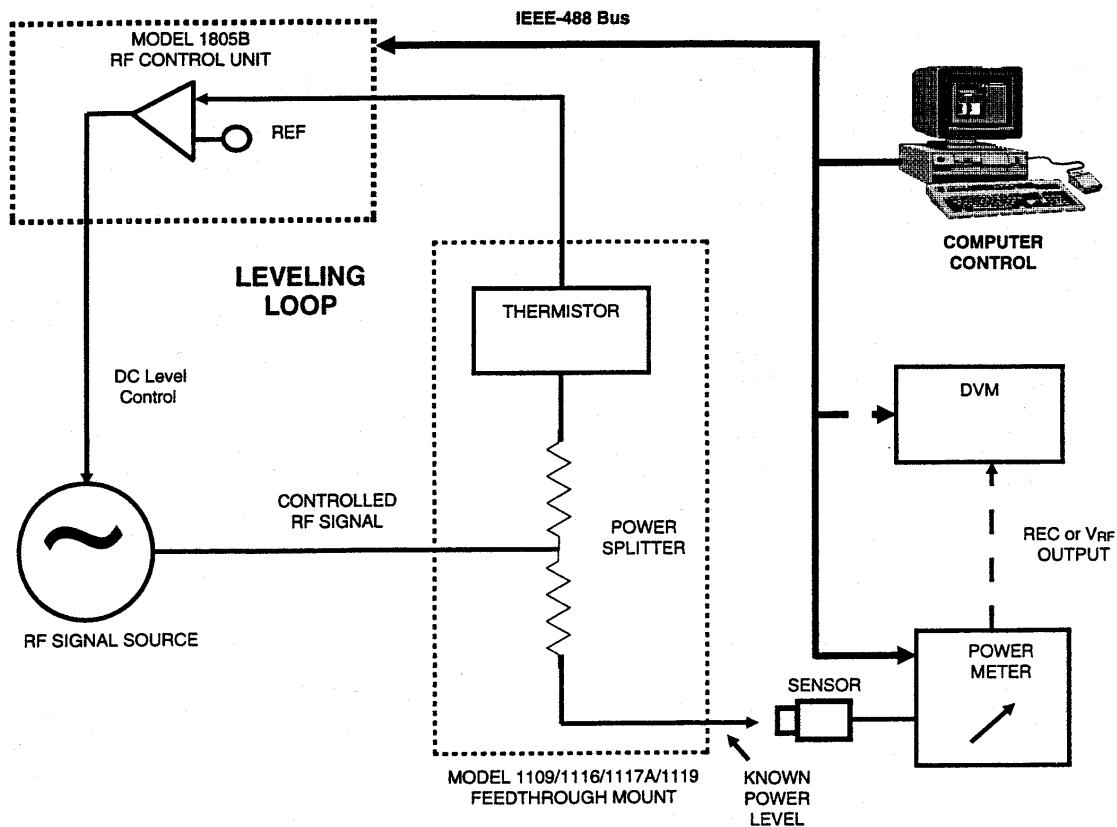 IEEE-488 Bus
MODEL 1805B
RF CONTROL UNIT
REF
LEVELING
LOOP
THERMISTOR
COMPUTER
CONTROL
DC Level
Control
DVM
CONTROLLED
RF SIGNAL
POWER
SPLITTER
REC or VRF
OUTPUT
RF SIGNAL SOURCE
POWER
METER
SENSOR
MODEL 1109/1116/1117A/1119
FEEDTHROUGH MOUNT
KNOWN
POWER
LEVEL